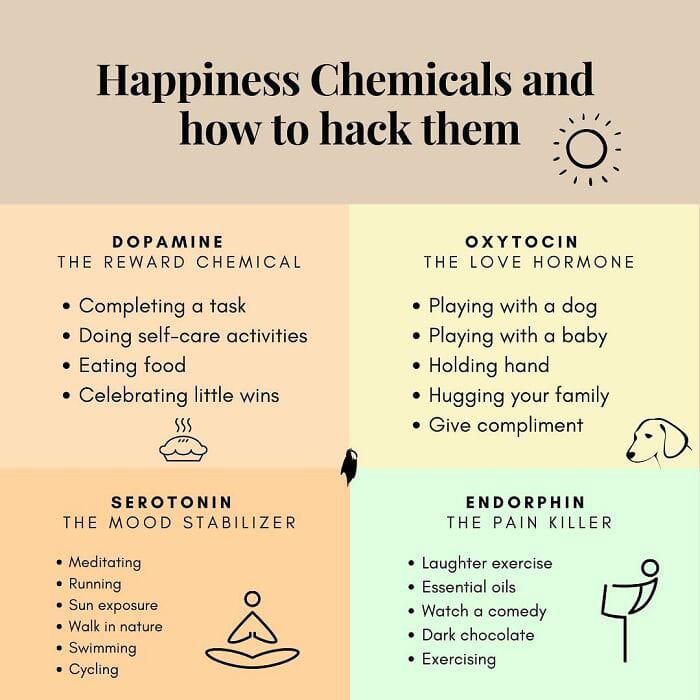 Happiness Chemicals and
how to hack them
DOPAMINE
THE REWARD CHEMICAL
• Completing a task
• Doing self-care activities
• Eating food
• Celebrating little wins
OXYTOCIN
THE LOVE HORMONE
• Playing with a dog
• Playing with a baby
• Holding hand
• Hugging your family
• Give compliment
SEROTONIN
THE MOOD STABILIZER
• Meditating
• Running
• Sun exposure
• Walk in nature
• Swimming
• Cycling
ENDORPHIN
THE PAIN KILLER
• Laughter exercise
• Essential oils
• Watch a comedy
• Dark chocolate
• Exercising